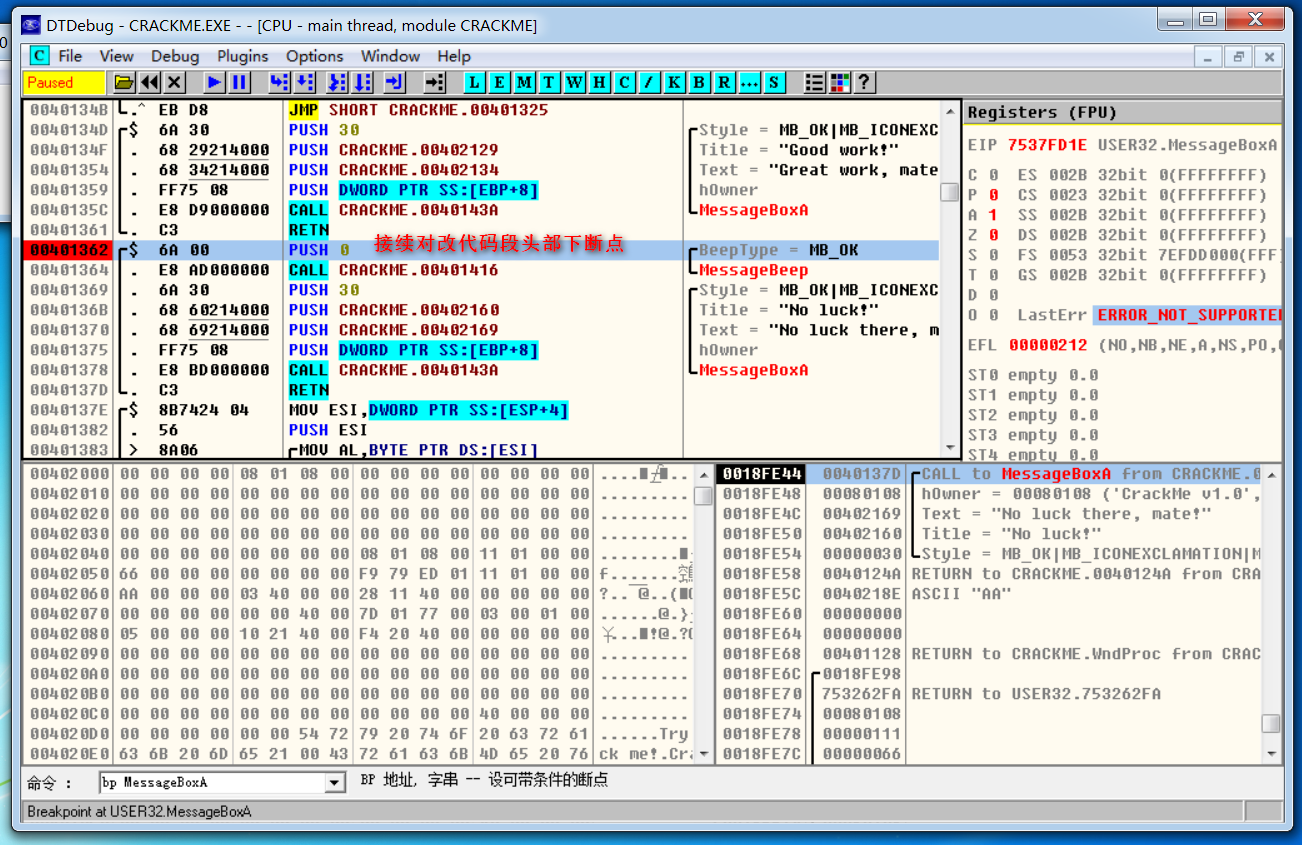 DTDebug - CRACKME.EXE - - [CPU - main thread, module CRACKME]
C File View Debug Plugins Options Window Help
Paused L E M T W H C / K B R ... S ?
0040134B . ^ EB D8 JMP SHORT CRACKME.00401325
0040134D $ 6A 30 PUSH 30 Style = MB_OK|MB_ICONEXC
0040134F . 68 29214000 PUSH CRACKME.00402129 Title = "Good work!"
00401354 . 68 34214000 PUSH CRACKME.00402134 Text = "Great work, mate
00401359 . FF75 08 PUSH DWORD PTR SS:[EBP+8] hOwner
0040135C . E8 D9000000 CALL CRACKME.0040143A MessageBoxA
00401361 . C3 RETN
00401362 $ 6A 00 PUSH 0 接续对改代码段头部下断点 BeepType = MB_OK
00401364 . E8 AD000000 CALL CRACKME.00401416 MessageBeep
00401369 . 6A 30 PUSH 30 Style = MB_OK|MB_ICONEXC
0040136B . 68 60214000 PUSH CRACKME.00402160 Title = "No luck!"
00401370 . 68 69214000 PUSH CRACKME.00402169 Text = "No luck there, m
00401375 . FF75 08 PUSH DWORD PTR SS:[EBP+8] hOwner
00401378 . E8 BD000000 CALL CRACKME.0040143A MessageBoxA
0040137D . C3 RETN
0040137E $ 8B7424 04 MOV ESI,DWORD PTR SS:[ESP+4]
00401382 . 56 PUSH ESI
00401383 > 8A06 MOV AL,BYTE PTR DS:[ESI]
Registers (FPU)
EIP 7537FD1E USER32.MessageBoxA
C 0 ES 002B 32bit 0(FFFFFFFF)
P 0 CS 0023 32bit 0(FFFFFFFF)
A 1 SS 002B 32bit 0(FFFFFFFF)
Z 0 DS 002B 32bit 0(FFFFFFFF)
S 0 FS 0053 32bit 7EFDD000(FFF
T 0 GS 002B 32bit 0(FFFFFFFF)
D 0
O 0 LastErr ERROR_NOT_SUPPORTE
EFL 00000212 (NO,NB,NE,A,NS,PO,
ST0 empty 0.0
ST1 empty 0.0
ST2 empty 0.0
ST3 empty 0.0
ST4 empty 0.0
00402000 00 00 00 00 08 01 08 00 00 00 00 00 00 00 00 00
00402010 00 00 00 00 00 00 00 00 00 00 00 00 00 00 00 00 ................
00402020 00 00 00 00 00 00 00 00 00 00 00 00 00 00 00 00 ................
00402030 00 00 00 00 00 00 00 00 00 00 00 00 00 00 00 00 ................
00402040 00 00 00 00 00 00 00 00 08 01 08 00 11 01 00 00
00402050 66 00 00 00 00 00 00 00 F9 79 ED 01 11 01 00 00 f.......
00402060 AA 00 00 00 03 40 00 00 28 11 40 00 00 00 00 00
00402070 00 00 00 00 00 00 40 00 7D 01 77 00 03 00 01 00 ......@.}
00402080 05 00 00 00 10 21 40 00 F4 20 40 00 00 00 00 00
00402090 00 00 00 00 00 00 00 00 00 00 00 00 00 00 00 00 ................
004020A0 00 00 00 00 00 00 00 00 00 00 00 00 00 00 00 00 ................
004020B0 00 00 00 00 00 00 00 00 00 00 00 00 00 00 00 00 ................
004020C0 00 00 00 00 00 00 00 00 00 00 00 00 40 00 00 00 ................
004020D0 00 00 00 00 00 00 54 72 79 20 74 6F 20 63 72 61 ......Try
004020E0 63 6B 20 6D 65 21 00 43 72 61 63 6B 4D 65 20 76 ck me!.Cra
0018FE44 0040137D CALL to MessageBoxA from CRACKME.0
0018FE48 00080108 hOwner = 00080108 ('CrackMe v1.0',
0018FE4C 00402169 Text = "No luck there, mate!"
0018FE50 00402160 Title = "No luck!"
0018FE54 00000030 Style = MB_OK|MB_ICONEXCLAMATION|M
0018FE58 0040124A RETURN to CRACKME.0040124A from CRA
0018FE5C 0040218E ASCII "AA"
0018FE60 00000000
0018FE64 00000000
0018FE68 00401128 RETURN to CRACKME.WndProc from CRAC
0018FE6C 0018FE98
0018FE70 753262FA RETURN to USER32.753262FA
0018FE74 00080108
0018FE78 00000111
0018FE7C 00000066
命令 : bp MessageBoxA BP 地址, 字串 -- 设可带条件的断点
Breakpoint at USER32.MessageBoxA